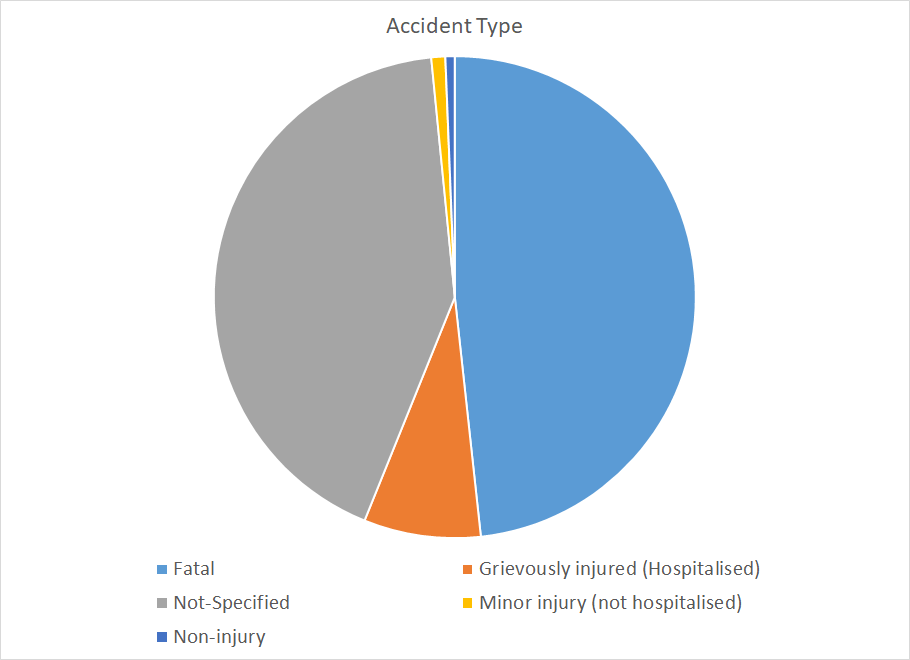 Accident Type
Fatal
Grievously injured (Hospitalised)
Not-Specified
Minor injury (not hospitalised)
Non-injury